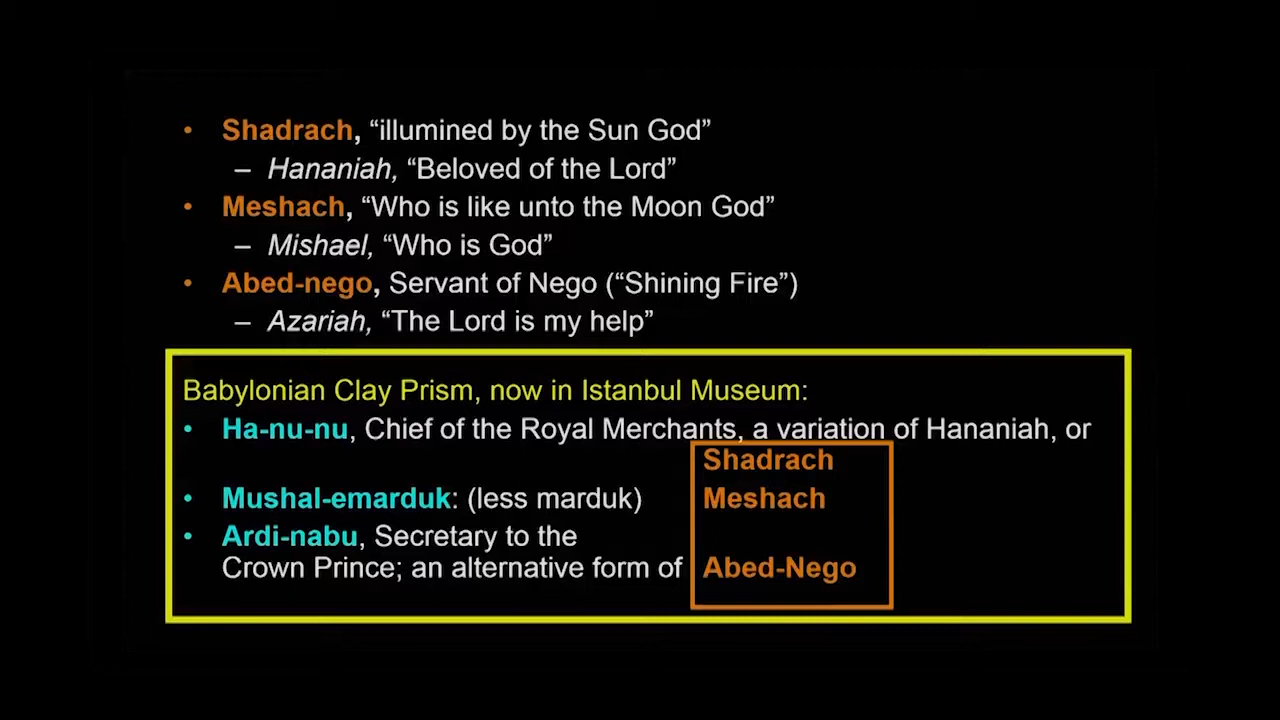 • Shadrach, “illumined by the Sun God”
– Hananiah, “Beloved of the Lord”
• Meshach, “Who is like unto the Moon God”
– Mishael, “Who is God”
• Abed-nego, Servant of Nego (“Shining Fire”)
– Azariah, “The Lord is my help”
Babylonian Clay Prism, now in Istanbul Museum:
• Ha-nu-nu, Chief of the Royal Merchants, a variation of Hananiah, or
Shadrach
• Mushal-emarduk: (less marduk) Meshach
• Ardi-nabu, Secretary to the
Crown Prince; an alternative form of Abed-Nego